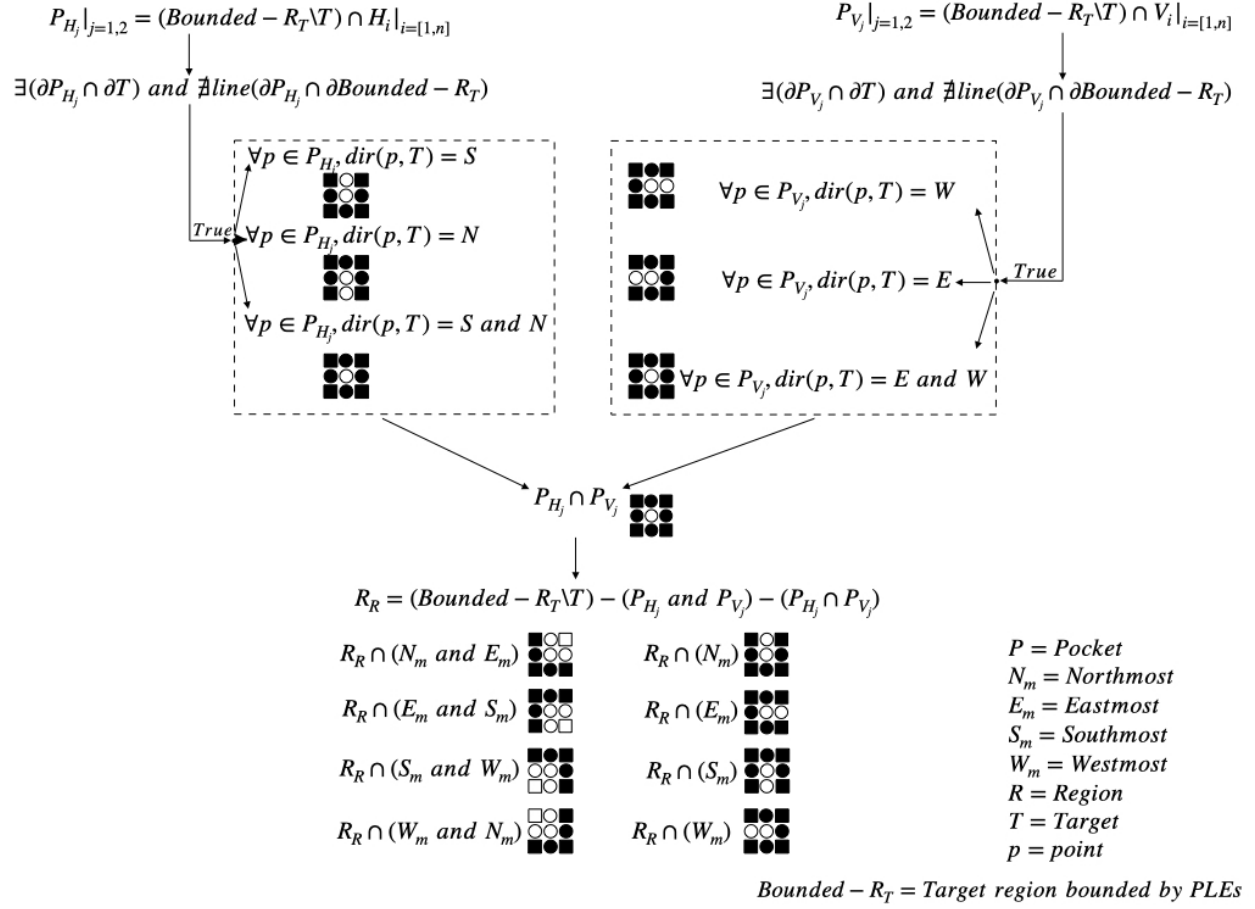 P_{H_j}|_{j=1,2} = (Bounded − R_T\T) ∩ H_i|_{i=[1,n]}
∃(∂P_{H_j} ∩ ∂T) and ∄line(∂P_{H_j} ∩ ∂Bounded − R_T)
∀p ∈ P_{H_j}, dir(p, T) = S
True
∀p ∈ P_{H_j}, dir(p, T) = N
∀p ∈ P_{H_j}, dir(p, T) = S and N
P_{V_j}|_{j=1,2} = (Bounded − R_T\T) ∩ V_i|_{i=[1,n]}
∃(∂P_{V_j} ∩ ∂T) and ∄line(∂P_{V_j} ∩ ∂Bounded − R_T)
∀p ∈ P_{V_j}, dir(p, T) = W
True
∀p ∈ P_{V_j}, dir(p, T) = E
∀p ∈ P_{V_j}, dir(p, T) = E and W
P_{H_j} ∩ P_{V_j}
R_R = (Bounded − R_T\T) − (P_{H_j} and P_{V_j}) − (P_{H_j} ∩ P_{V_j})
R_R ∩ (N_m and E_m)
R_R ∩ (E_m and S_m)
R_R ∩ (S_m and W_m)
R_R ∩ (W_m and N_m)
R_R ∩ (N_m)
R_R ∩ (E_m)
R_R ∩ (S_m)
R_R ∩ (W_m)
P = Pocket
N_m = Northmost
E_m = Eastmost
S_m = Southmost
W_m = Westmost
R = Region
T = Target
p = point
Bounded − R_T = Target region bounded by PLEs